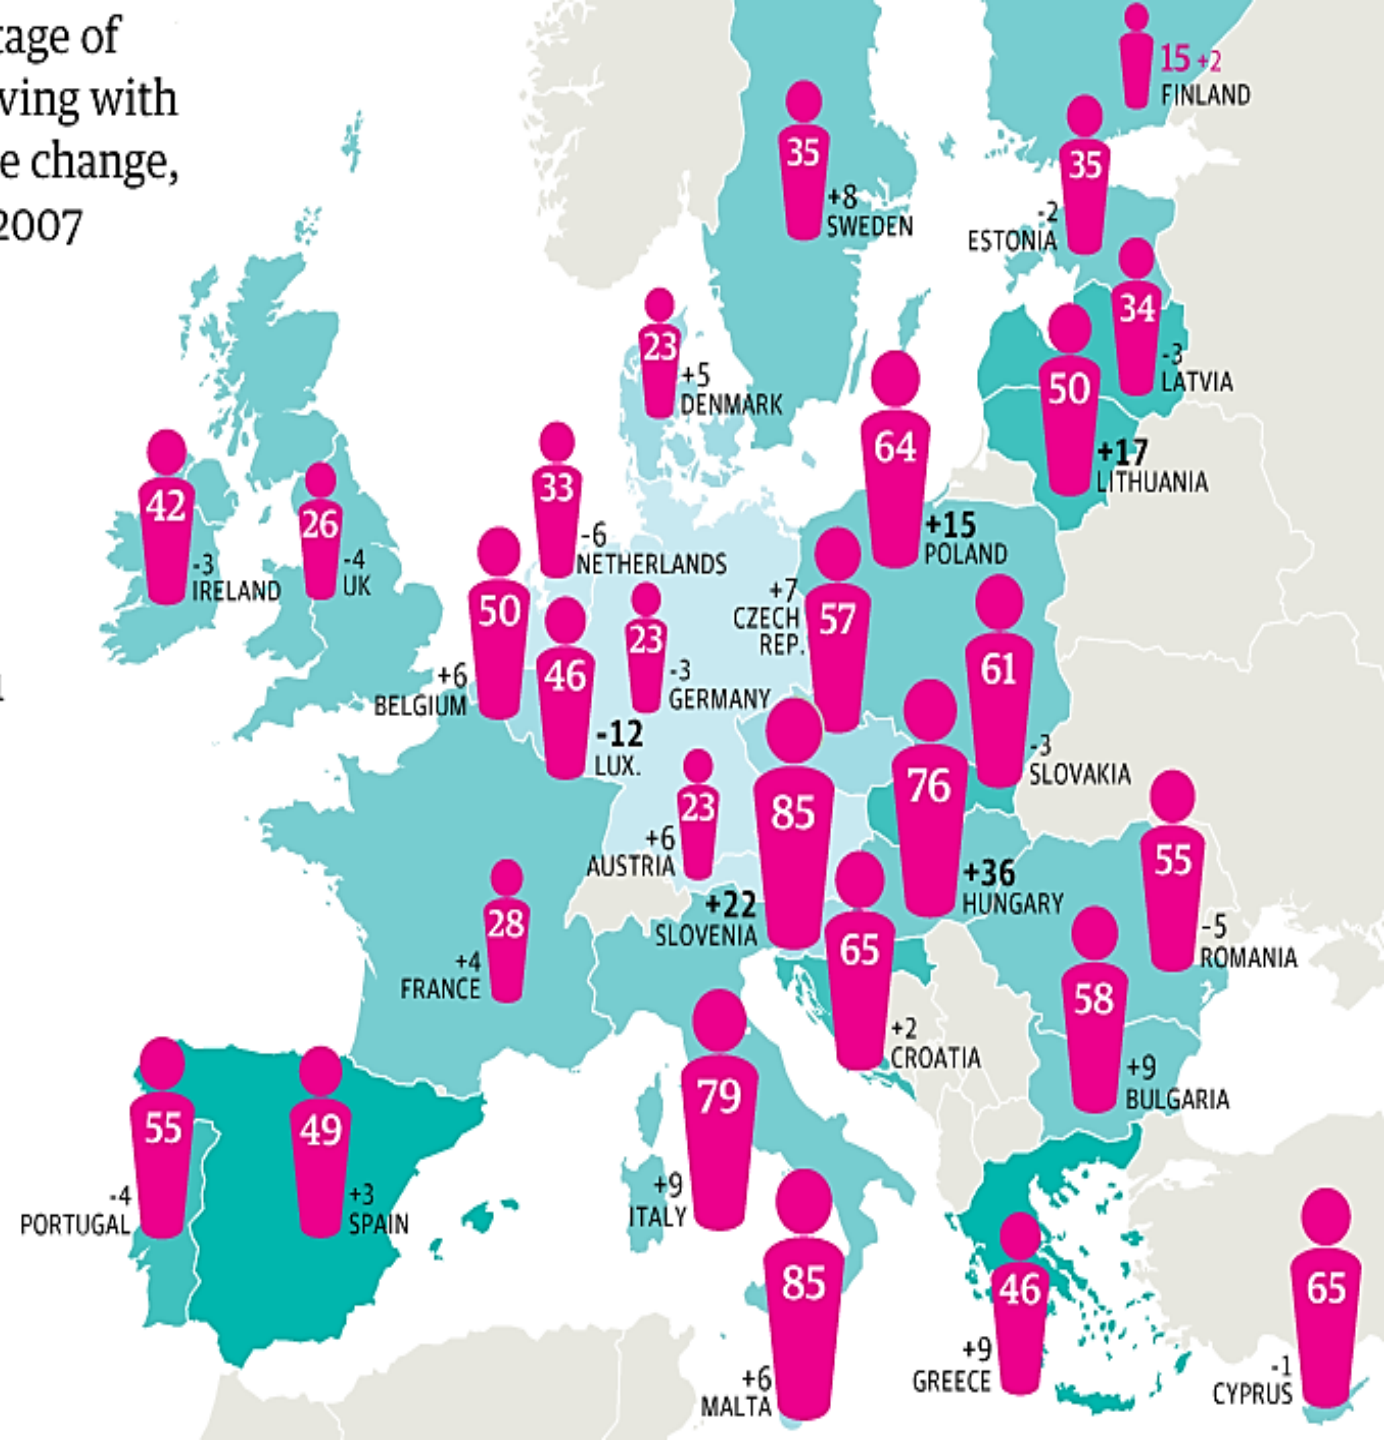 tage of
ving with
e change,
2007
15 +2
FINLAND
35
+8
SWEDEN
35
-2
ESTONIA
34
-3
LATVIA
23
+5
DENMARK
50
+17
LITHUANIA
64
+15
POLAND
42
-3
IRELAND
26
-4
UK
33
-6
NETHERLANDS
50
+6
BELGIUM
46
-12
LUX.
23
-3
GERMANY
+7
CZECH
REP.
57
61
-3
SLOVAKIA
76
+36
HUNGARY
85
+22
SLOVENIA
23
+6
AUSTRIA
55
-5
ROMANIA
28
+4
FRANCE
65
+2
CROATIA
58
+9
BULGARIA
55
-4
PORTUGAL
49
+3
SPAIN
79
+9
ITALY
85
+6
MALTA
46
+9
GREECE
65
-1
CYPRUS